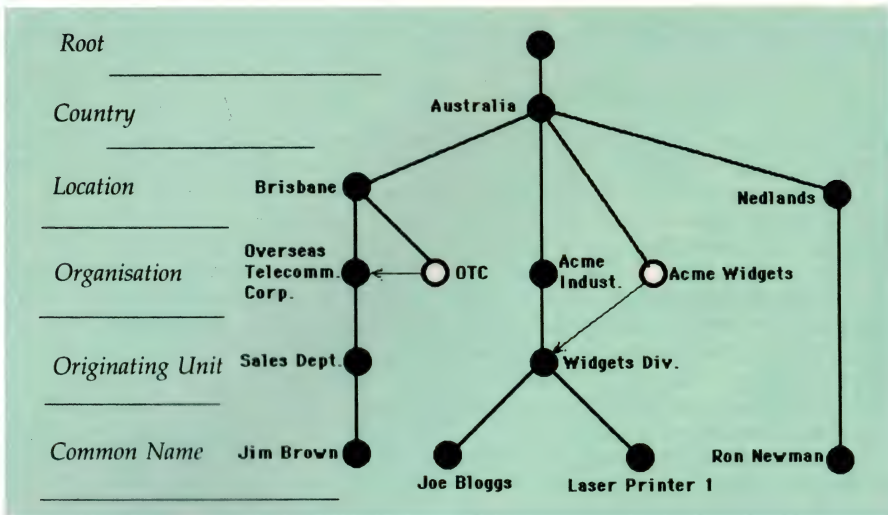 Root
Australia
Country
Location
Brisbane
Nedlands
Organisation
Overseas
Telecomm.
Corp.
OTC
Acme
Indust.
Acme Widgets
Originating Unit
Sales Dept.
Widgets Div.
Common Name
Jim Brown
Joe Bloggs
Laser Printer 1
Ron Newman